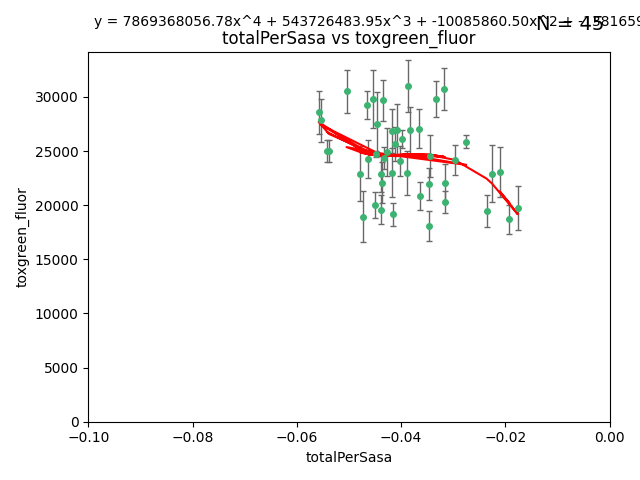 y = 7869368056.78x^4 + 543726483.95x^3 + -10085860.50x^2 +
N = 45
totalPerSasa vs toxgreen_fluor
toxgreen_fluor
30000
25000
20000
15000
10000
5000
0
−0.10 −0.08 −0.06 −0.04 −0.02 0.00
totalPerSasa